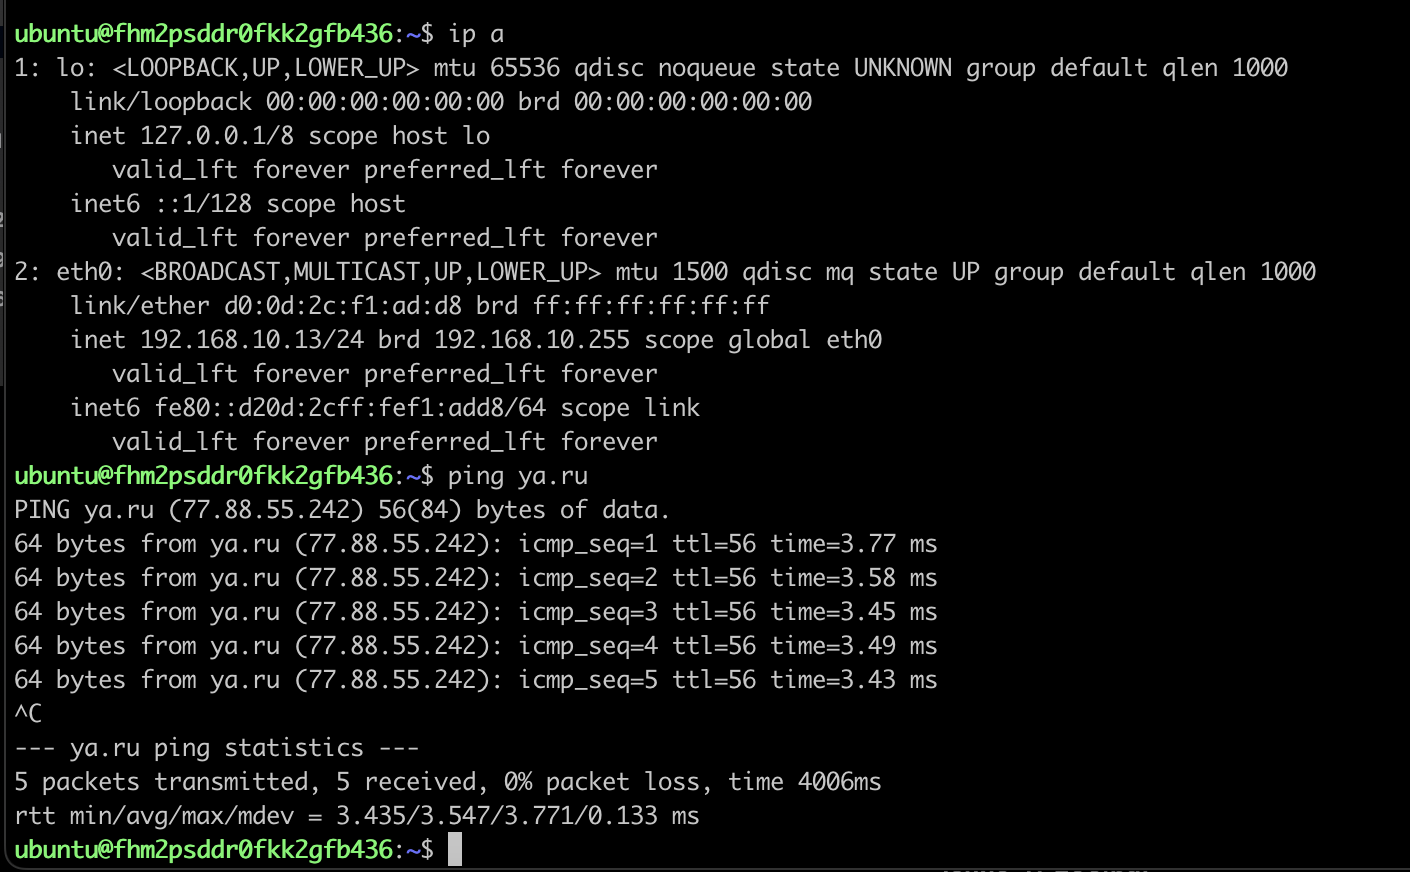 ubuntu@fhm2psddr0fkk2gfb436:~$ ip a
1: lo: <LOOPBACK,UP,LOWER_UP> mtu 65536 qdisc noqueue state UNKNOWN group default qlen 1000
    link/loopback 00:00:00:00:00:00 brd 00:00:00:00:00:00
    inet 127.0.0.1/8 scope host lo
       valid_lft forever preferred_lft forever
    inet6 ::1/128 scope host
       valid_lft forever preferred_lft forever
2: eth0: <BROADCAST,MULTICAST,UP,LOWER_UP> mtu 1500 qdisc mq state UP group default qlen 1000
    link/ether d0:0d:2c:f1:ad:d8 brd ff:ff:ff:ff:ff:ff
    inet 192.168.10.13/24 brd 192.168.10.255 scope global eth0
       valid_lft forever preferred_lft forever
    inet6 fe80::d20d:2cff:fef1:add8/64 scope link
       valid_lft forever preferred_lft forever
ubuntu@fhm2psddr0fkk2gfb436:~$ ping ya.ru
PING ya.ru (77.88.55.242) 56(84) bytes of data.
64 bytes from ya.ru (77.88.55.242): icmp_seq=1 ttl=56 time=3.77 ms
64 bytes from ya.ru (77.88.55.242): icmp_seq=2 ttl=56 time=3.58 ms
64 bytes from ya.ru (77.88.55.242): icmp_seq=3 ttl=56 time=3.45 ms
64 bytes from ya.ru (77.88.55.242): icmp_seq=4 ttl=56 time=3.49 ms
64 bytes from ya.ru (77.88.55.242): icmp_seq=5 ttl=56 time=3.43 ms
^C
--- ya.ru ping statistics ---
5 packets transmitted, 5 received, 0% packet loss, time 4006ms
rtt min/avg/max/mdev = 3.435/3.547/3.771/0.133 ms
ubuntu@fhm2psddr0fkk2gfb436:~$